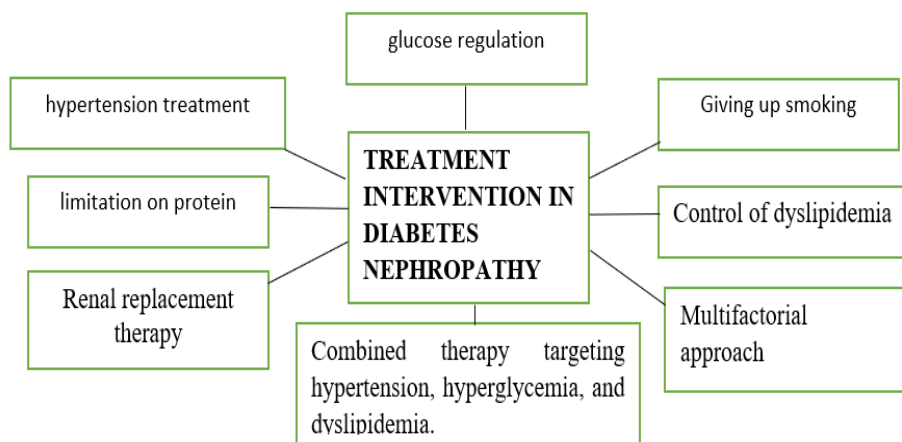 glucose regulation
hypertension treatment
Giving up smoking
TREATMENT
INTERVENTION IN
DIABETES
NEPHROPATHY
limitation on protein
Control of dyslipidemia
Renal replacement
therapy
Multifactorial
approach
Combined therapy targeting
hypertension, hyperglycemia, and
dyslipidemia.